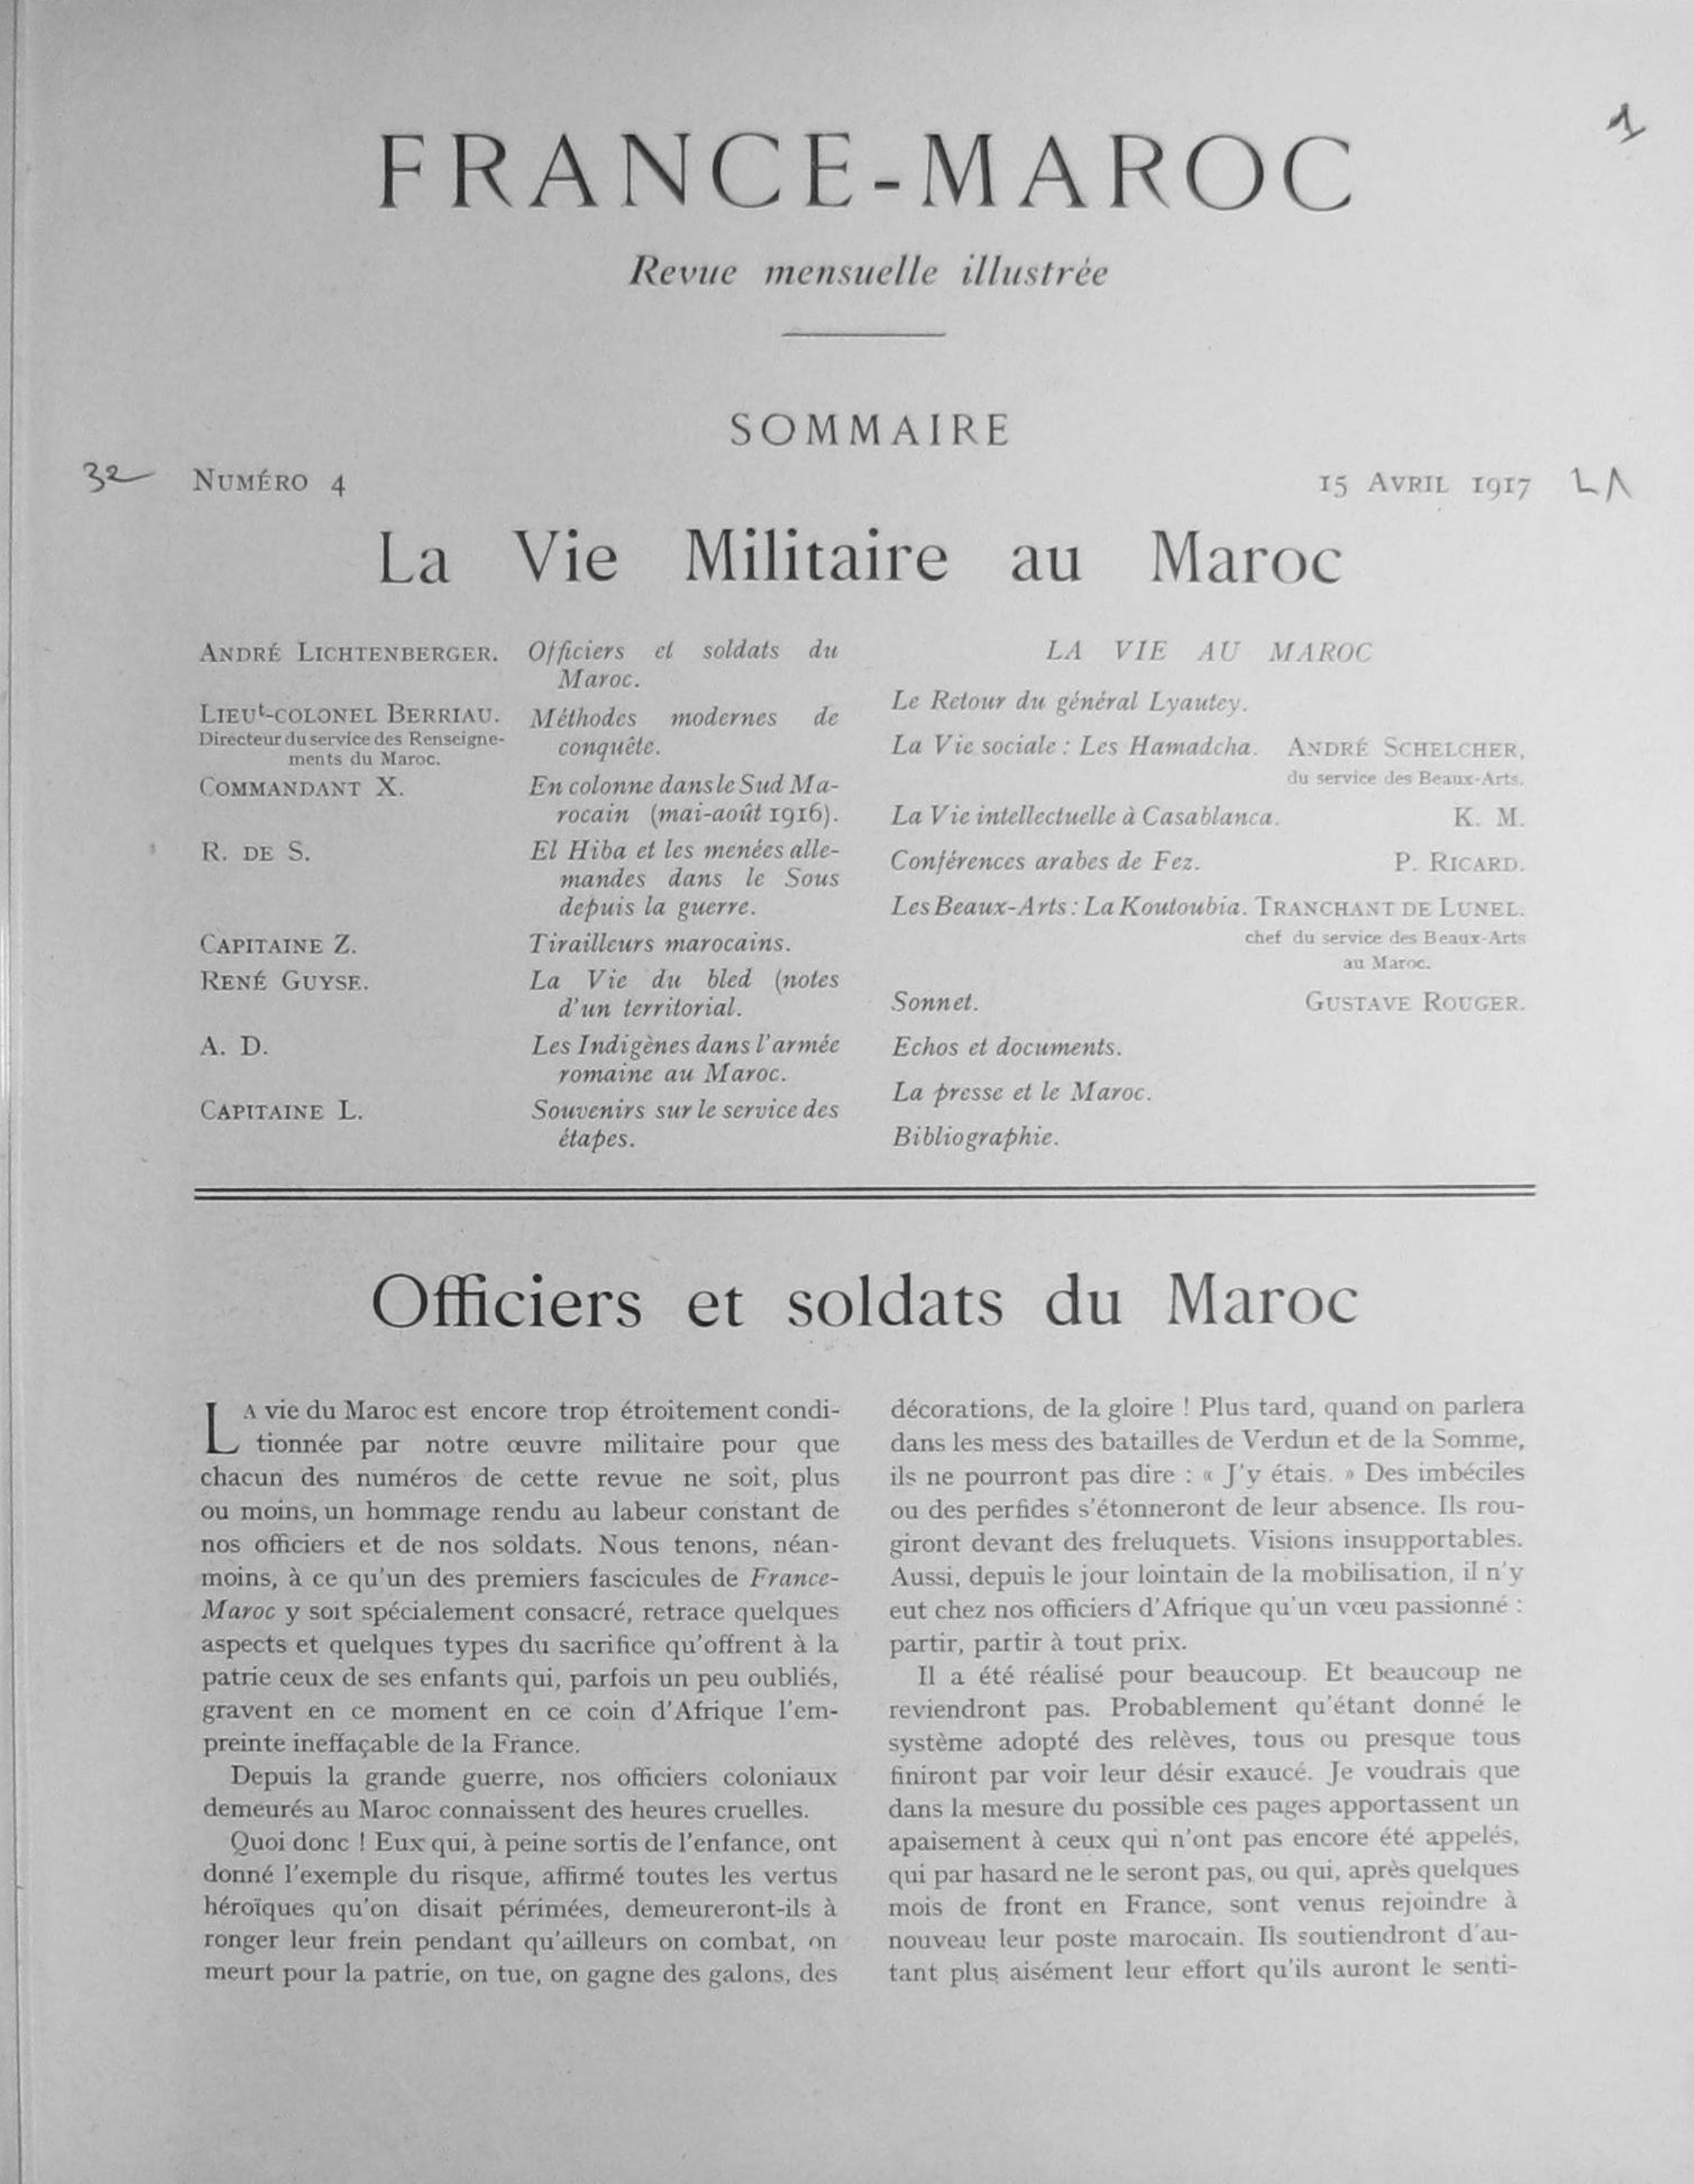 1
FRANCE-MAROC
Revue mensuelle illustrée
SOMMAIRE
32 NUMÉRO 4
15 AVRIL 1917
La Vie Militaire au Maroc
ANDRÉ LICHTENBERGER. Officiers et soldats du
Maroc.
LIEUt-COLONEL BERRIAU. Méthodes modernes de
Directeur du service des Renseigne-
ments du Maroc.
conquête.
COMMANDANT X. En colonne dans le Sud Ma-
rocain (mai-août 1916).
R. DE S. El Hiba et les menées alle-
mandes dans le Sous
depuis la guerre.
CAPITAINE Z. Tirailleurs marocains.
RENÉ GUYSE. La Vie du bled (notes
d'un territorial.
A. D. Les Indigènes dans l'armée
romaine au Maroc.
CAPITAINE L. Souvenirs sur le service des
étapes.
LA VIE AU MAROC
Le Retour du général Lyautey.
La Vie sociale : Les Hamadcha. ANDRÉ SCHELCHER,
du service des Beaux-Arts.
La Vie intellectuelle à Casablanca. K. M.
Conférences arabes de Fez. P. RICARD.
Les Beaux-Arts : La Koutoubia. TRANCHANT DE LUNEL.
chef du service des Beaux-Arts
au Maroc.
Sonnet. GUSTAVE ROUGER.
Echos et documents.
La presse et le Maroc.
Bibliographie.
Officiers et soldats du Maroc
LA vie du Maroc est encore trop étroitement condi-
tionnée par notre œuvre militaire pour que
chacun des numéros de cette revue ne soit, plus
ou moins, un hommage rendu au labeur constant de
nos officiers et de nos soldats. Nous tenons, néan-
moins, à ce qu'un des premiers fascicules de France-
Maroc y soit spécialement consacré, retrace quelques
aspects et quelques types du sacrifice qu'offrent à la
patrie ceux de ses enfants qui, parfois un peu oubliés,
gravent en ce moment en ce coin d'Afrique l'em-
preinte ineffaçable de la France.
Depuis la grande guerre, nos officiers coloniaux
demeurés au Maroc connaissent des heures cruelles.
Quoi donc ! Eux qui, à peine sortis de l'enfance, ont
donné l'exemple du risque, affirmé toutes les vertus
héroïques qu'on disait périmées, demeureront-ils à
ronger leur frein pendant qu'ailleurs on combat, on
meurt pour la patrie, on tue, on gagne des galons, des
décorations, de la gloire ! Plus tard, quand on parlera
dans les mess des batailles de Verdun et de la Somme,
ils ne pourront pas dire : « J'y étais. » Des imbéciles
ou des perfides s'étonneront de leur absence. Ils rou-
giront devant des freluquets. Visions insupportables.
Aussi, depuis le jour lointain de la mobilisation, il n'y
eut chez nos officiers d'Afrique qu'un vœu passionné :
partir, partir à tout prix.
Il a été réalisé pour beaucoup. Et beaucoup ne
reviendront pas. Probablement qu'étant donné le
système adopté des relèves, tous ou presque tous
finiront par voir leur désir exaucé. Je voudrais que
dans la mesure du possible ces pages apportassent un
apaisement à ceux qui n'ont pas encore été appelés,
qui par hasard ne le seront pas, ou qui, après quelques
mois de front en France, sont venus rejoindre à
nouveau leur poste marocain. Ils soutiendront d'au-
tant plus aisément leur effort qu'ils auront le senti-